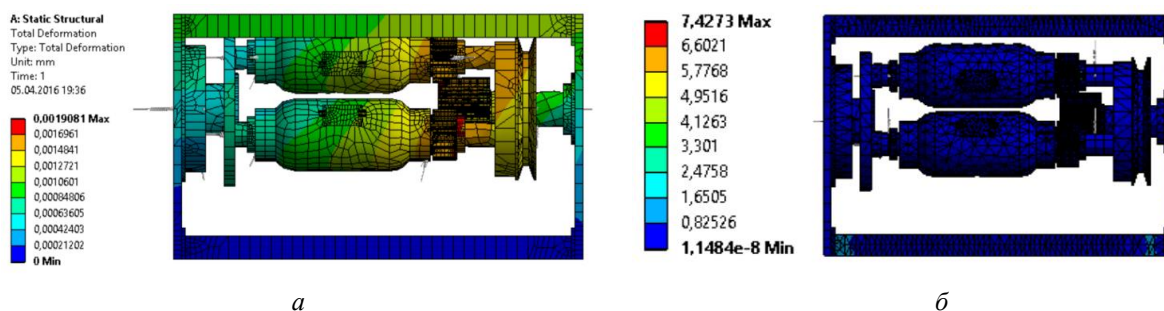 A: Static Structural
Total Deformation
Type: Total Deformation
Unit: mm
Time: 1
05.04.2016 19:36
0.0019081 Max
0,0016961
0,0014841
0,0012721
0,0010601
0,00084806
0,00063605
0,00042403
0,00021202
0 Min
7,4273 Max
6,6021
5,7768
4,9516
4,1263
3,301
2,4758
1,6505
0,82526
1,1484e-8 Min
а
б